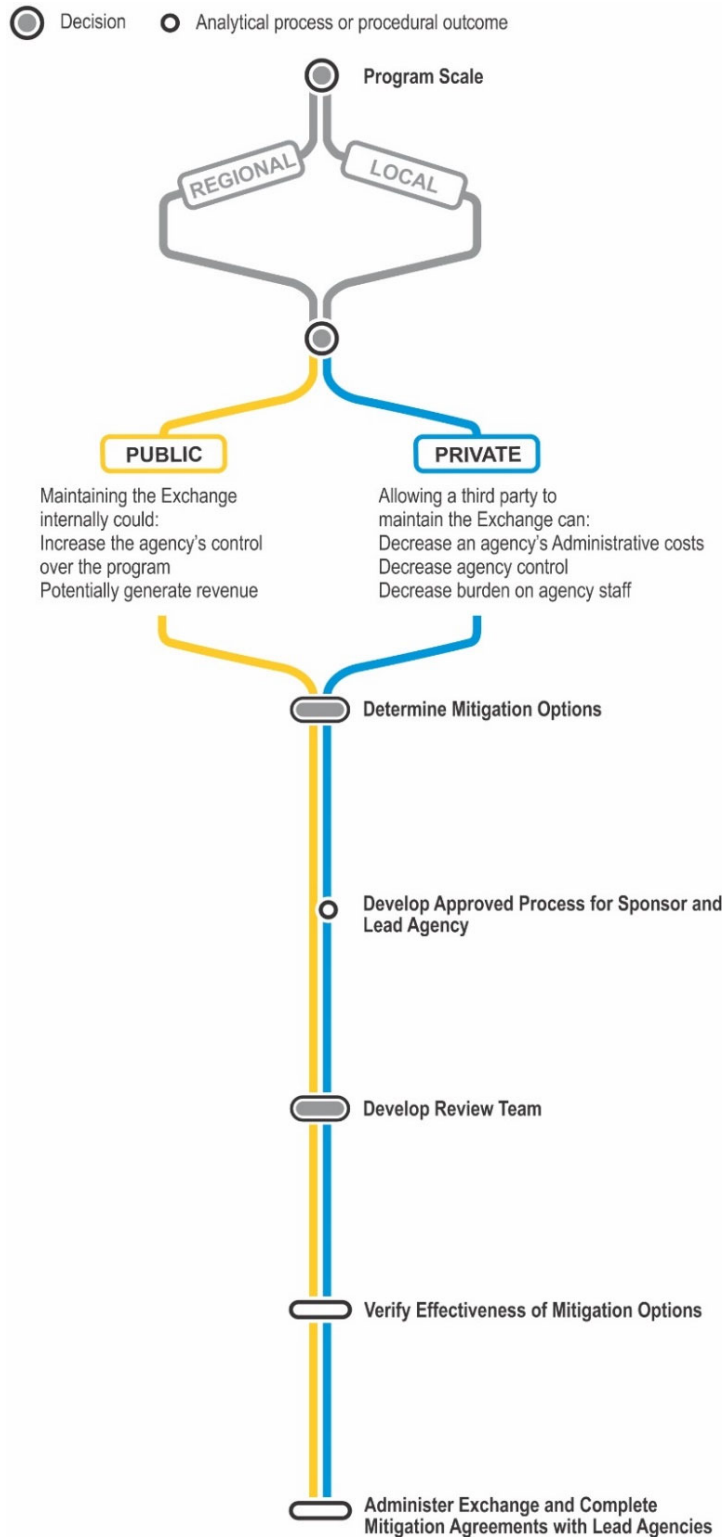 Decision
Analytical process or procedural outcome
Program Scale
REGIONAL
LOCAL
PUBLIC
Maintaining the Exchange
internally could:
Increase the agency's control
over the program
Potentially generate revenue
PRIVATE
Allowing a third party to
maintain the Exchange can:
Decrease an agency's Administrative costs
Decrease agency control
Decrease burden on agency staff
Determine Mitigation Options
Develop Approved Process for Sponsor and
Lead Agency
Develop Review Team
Verify Effectiveness of Mitigation Options
Administer Exchange and Complete
Mitigation Agreements with Lead Agencies